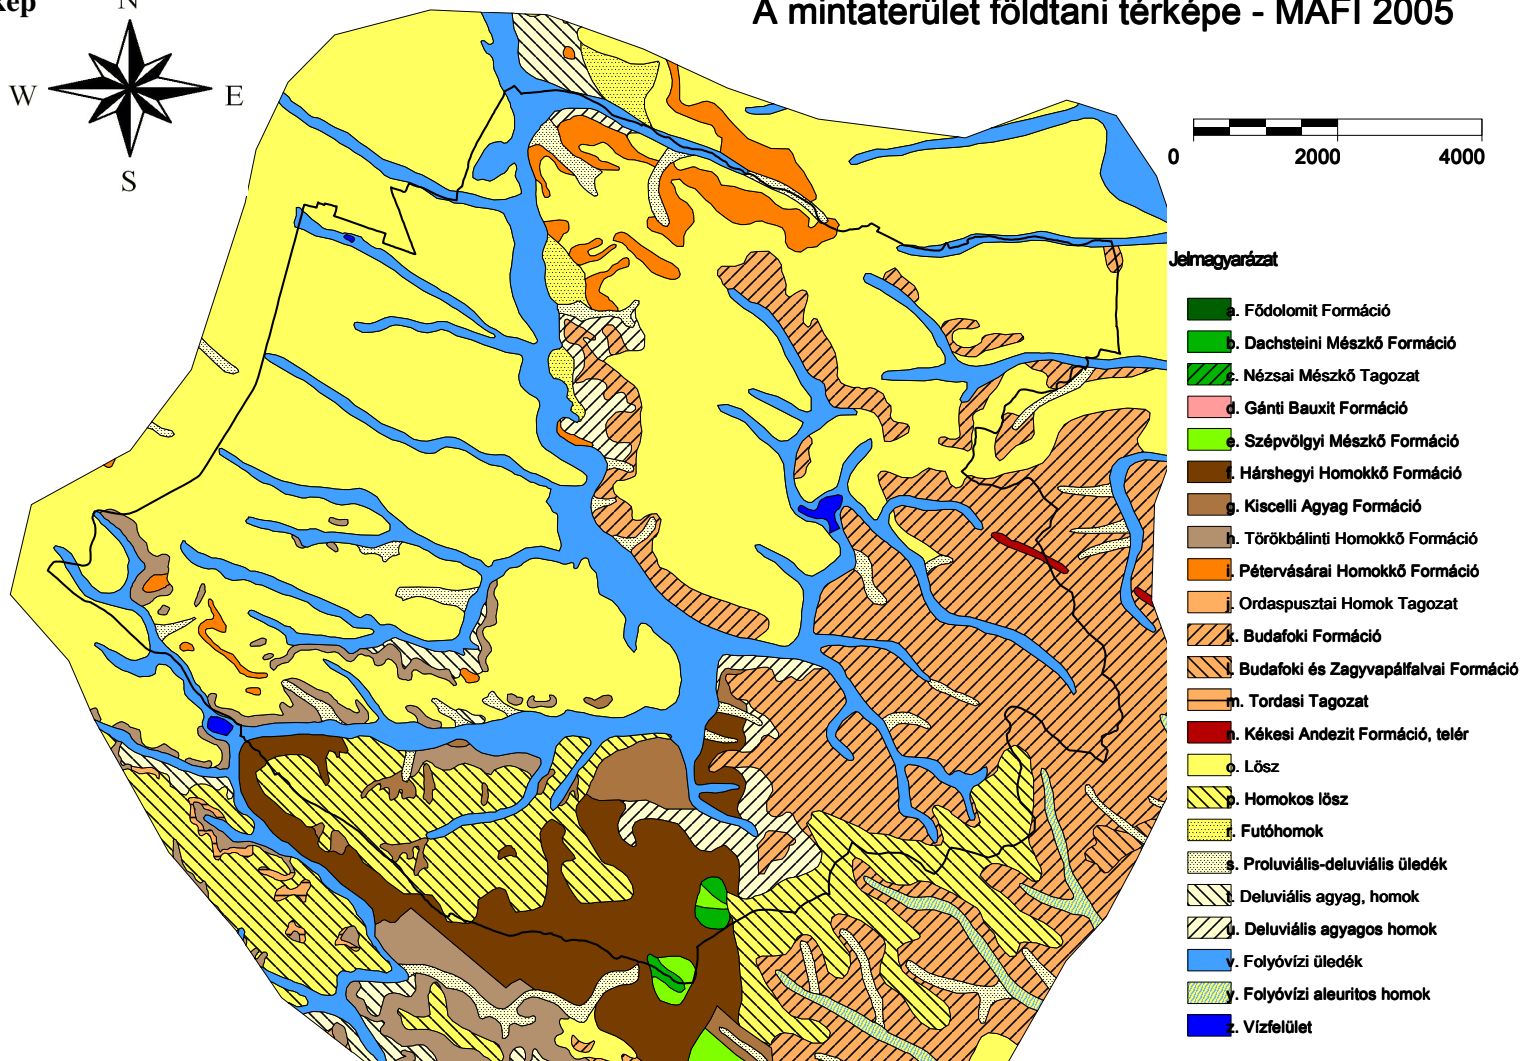 kép
A mintaterület földtani térképe - MÁFI 2005
N
W
E
S
0 2000 4000
Jelmagyarázat
a. Fődolomit Formáció
b. Dachsteini Mészkő Formáció
c. Nézsai Mészkő Tagozat
d. Gánti Bauxit Formáció
e. Szépvölgyi Mészkő Formáció
f. Hárshegyi Homokkő Formáció
g. Kiscelli Agyag Formáció
h. Törökbálinti Homokkő Formáció
i. Pétervásárai Homokkő Formáció
j. Ordaspusztai Homok Tagozat
k. Budafoki Formáció
l. Budafoki és Zagyvapálfalvai Formáció
m. Tordasi Tagozat
n. Kékesi Andezit Formáció, telér
o. Lösz
p. Homokos lösz
r. Futóhomok
s. Proluviális-deluviális üledék
t. Deluviális agyag, homok
u. Deluviális agyagos homok
v. Folyóvízi üledék
y. Folyóvízi aleuritos homok
z. Vízfelület